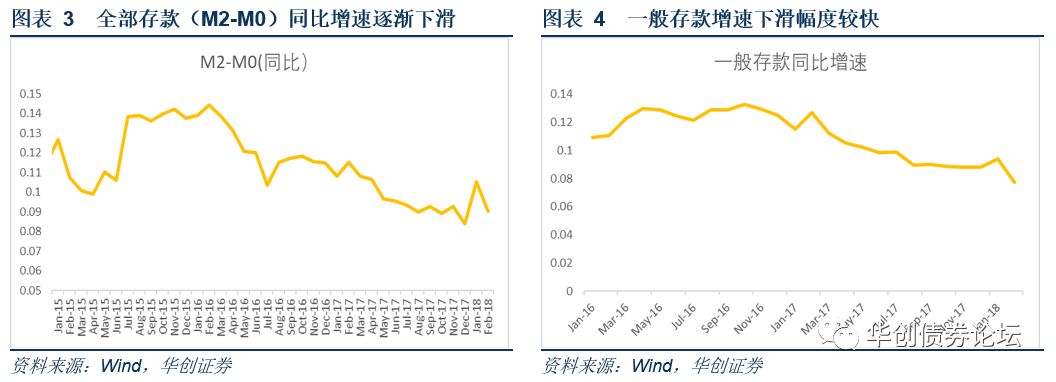 图表 3 全部存款（M2-M0）同比增速逐渐下滑
M2-M0(同比）
0.15
0.14
0.13
0.12
0.11
0.1
0.09
0.08
0.07
0.06
0.05
Jan-15
Feb-15
Mar-15
Apr-15
May-15
Jun-15
Jul-15
Aug-15
Sep-15
Oct-15
Nov-15
Dec-15
Jan-16
Feb-16
Mar-16
Apr-16
May-16
Jun-16
Jul-16
Aug-16
Sep-16
Oct-16
Nov-16
Dec-16
Jan-17
Feb-17
Mar-17
Apr-17
May-17
Jun-17
Jul-17
Aug-17
Sep-17
Oct-17
Nov-17
Dec-17
Jan-18
Feb-18
资料来源：Wind，华创证券
图表 4 一般存款增速下滑幅度较快
一般存款同比增速
0.14
0.12
0.1
0.08
0.06
0.04
0.02
0
Jan-16
Mar-16
May-16
Jul-16
Sep-16
Nov-16
Jan-17
Mar-17
Jan-18
华创债券论坛
资料来源：Wind，华创证券